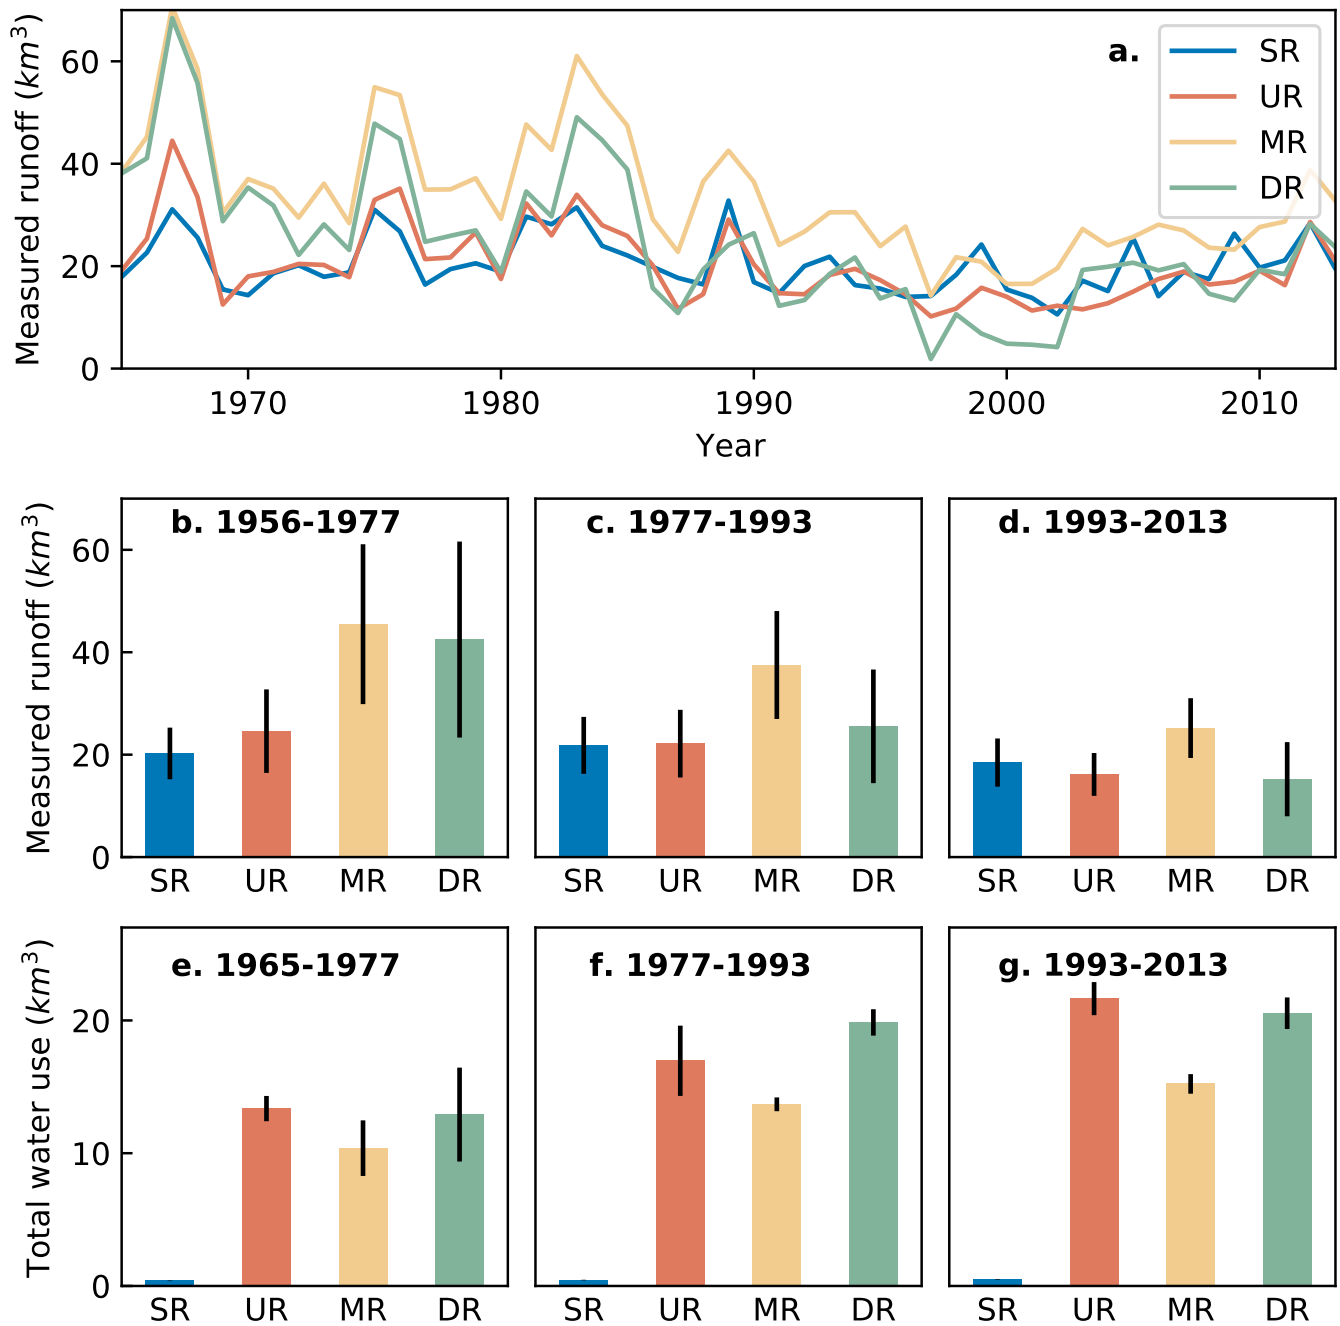 Measured runoff (km³)
60
40
20
0
a.
SR
UR
MR
DR
1970 1980 1990 2000 2010
Year
Measured runoff (km³)
60
40
20
0
b. 1956-1977
c. 1977-1993
d. 1993-2013
SR UR MR DR
SR UR MR DR
SR UR MR DR
Total water use (km³)
20
10
0
e. 1965-1977
f. 1977-1993
g. 1993-2013
SR UR MR DR
SR UR MR DR
SR UR MR DR